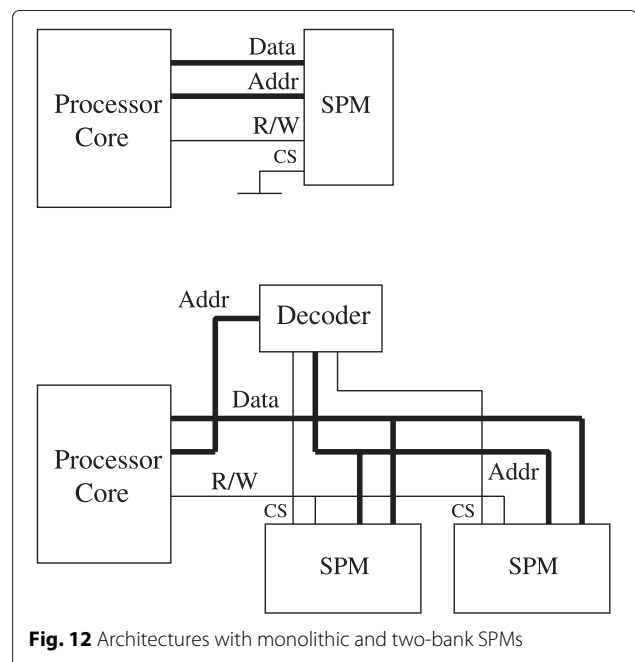 Data
Addr
Processor
Core
SPM
R/W
CS
Addr
Decoder
Data
Processor
Core
Addr
R/W
CS
CS
SPM
SPM
Fig. 12 Architectures with monolithic and two-bank SPMs